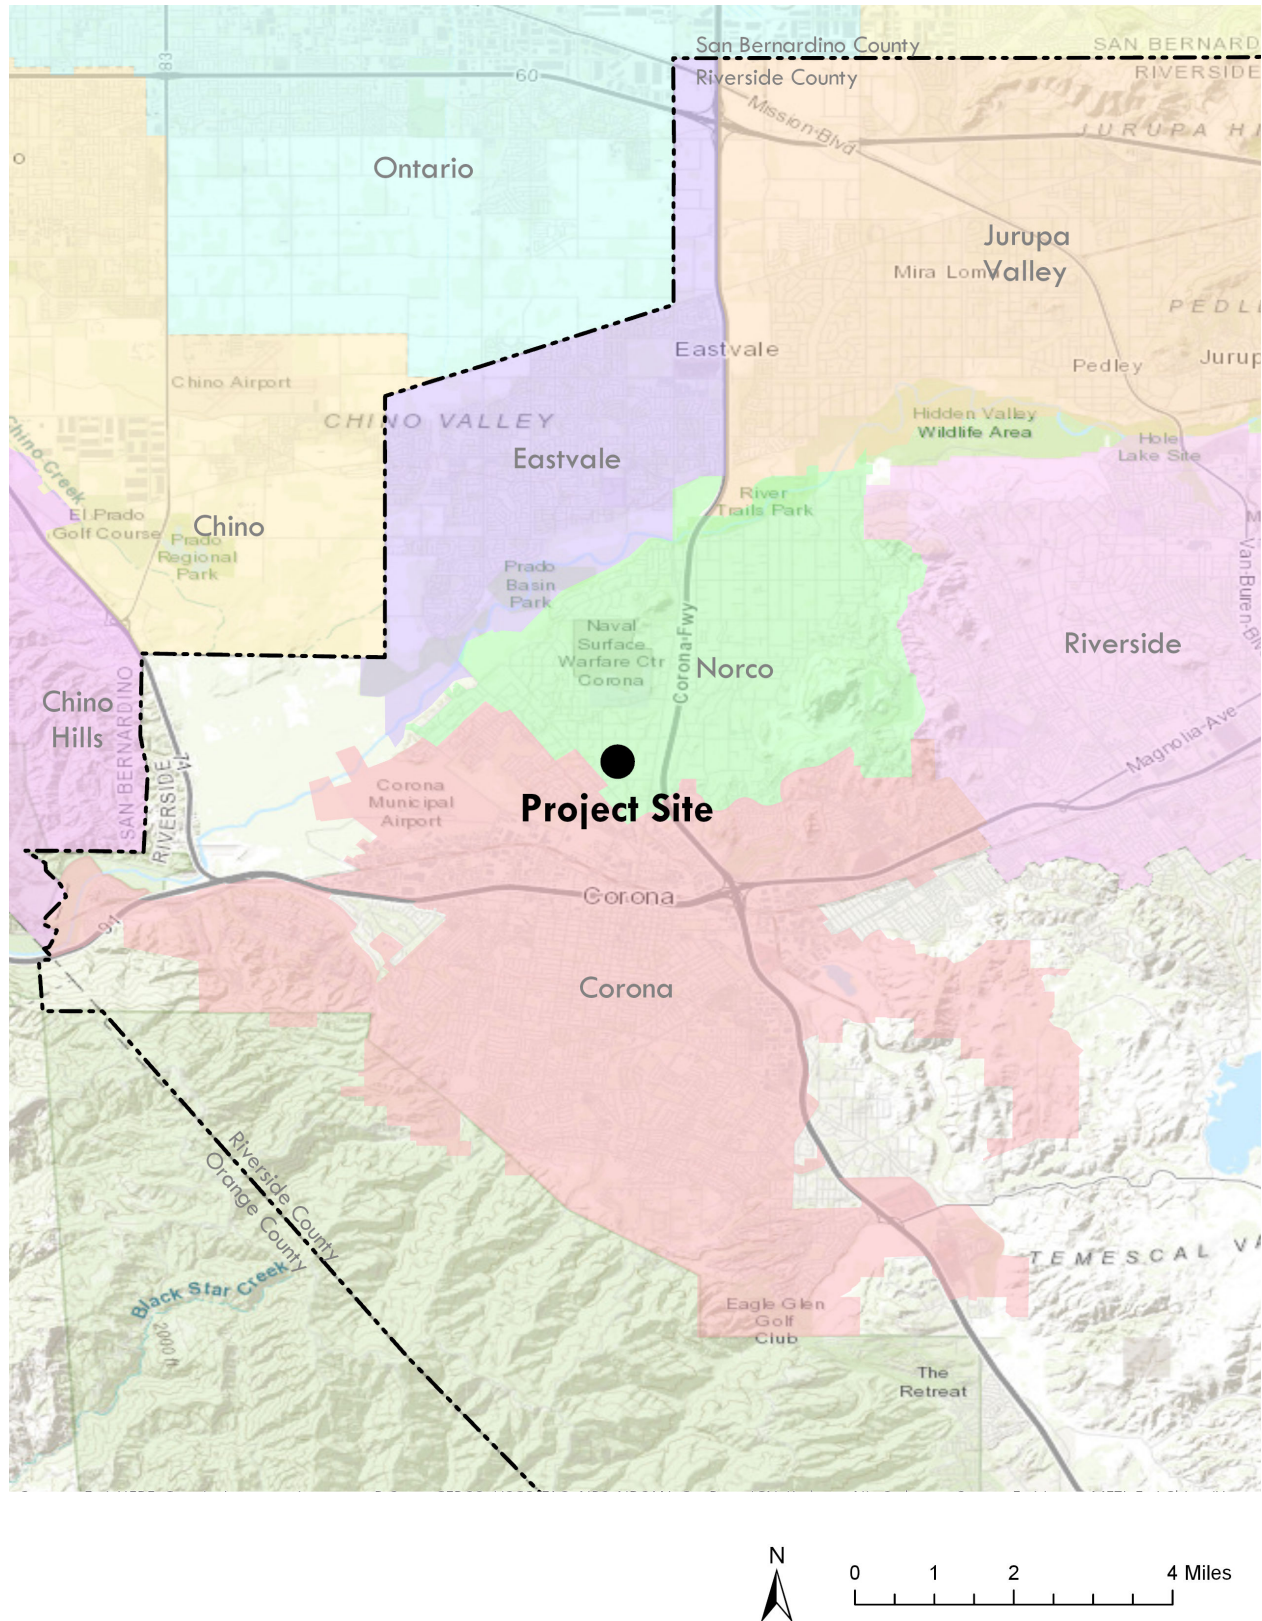 San Bernardino County
SAN BERNARD
Riverside County
RIVERSIDE
83
60
Mission Blvd
JURUPA HI
Ontario
Jurupa
Valley
Mira Loma
PEDL
Eastvale
Pedley
Jurup
Chino Airport
CHINO VALLEY
Hidden Valley
Wildlife Area
Hole
Lake Site
Chino Creek
Eastvale
River
Trails Park
El Prado
Golf Course
Chino
Prado
Regional
Park
Prado
Basin
Park
Van Buren Bl
Naval
Surface
Warfare Ctr
Corona
Corona Fwy
Norco
Riverside
Chino
Hills
SAN BERNARDINO
RIVERSIDE
71
Magnolia Ave
Corona
Municipal
Airport
Project Site
Corona
91
Corona
Riverside County
Orange County
Black Star Creek
2000 ft
TEMESCAL VA
Eagle Glen
Golf
Club
The
Retreat
N
0 1 2 4 Miles